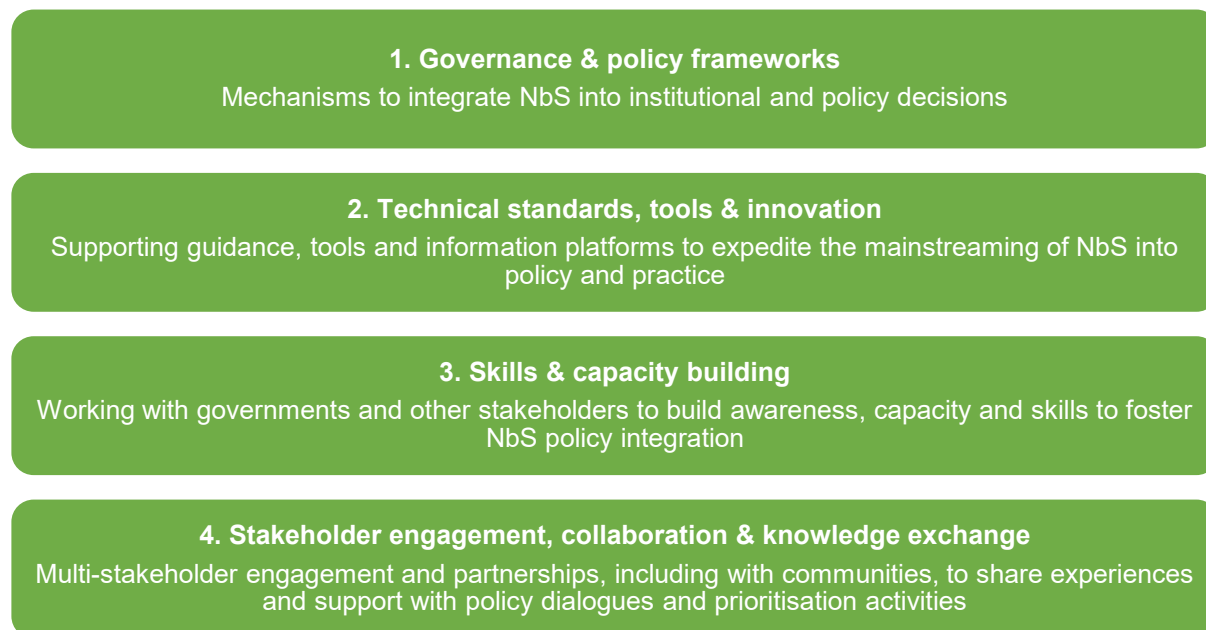 1. Governance & policy frameworks
Mechanisms to integrate NbS into institutional and policy decisions
2. Technical standards, tools & innovation
Supporting guidance, tools and information platforms to expedite the mainstreaming of NbS into
policy and practice
3. Skills & capacity building
Working with governments and other stakeholders to build awareness, capacity and skills to foster
NbS policy integration
4. Stakeholder engagement, collaboration & knowledge exchange
Multi-stakeholder engagement and partnerships, including with communities, to share experiences
and support with policy dialogues and prioritisation activities